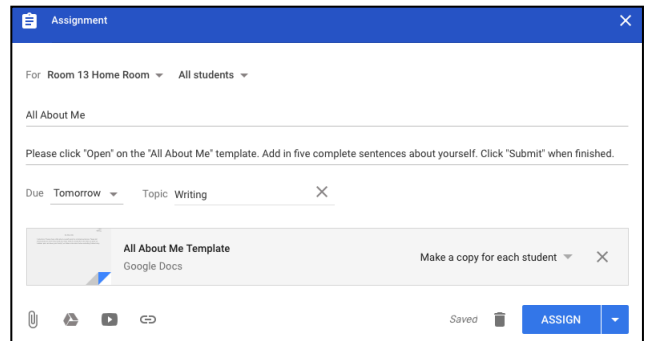 Assignment
For Room 13 Home Room All students
All About Me
Please click "Open" on the "All About Me" template. Add in five complete sentences about yourself. Click "Submit" when finished.
Due Tomorrow Topic Writing
All About Me Template
Google Docs
Make a copy for each student
Saved ASSIGN